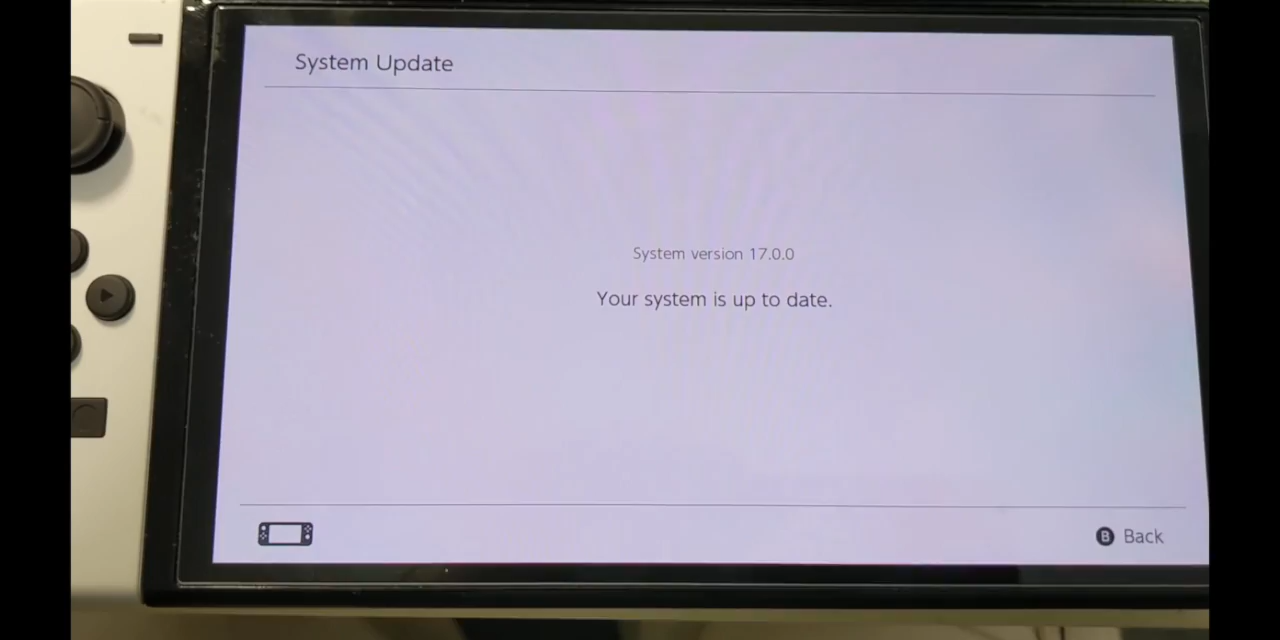 System Update
System version 17.0.0
Your system is up to date.
B Back